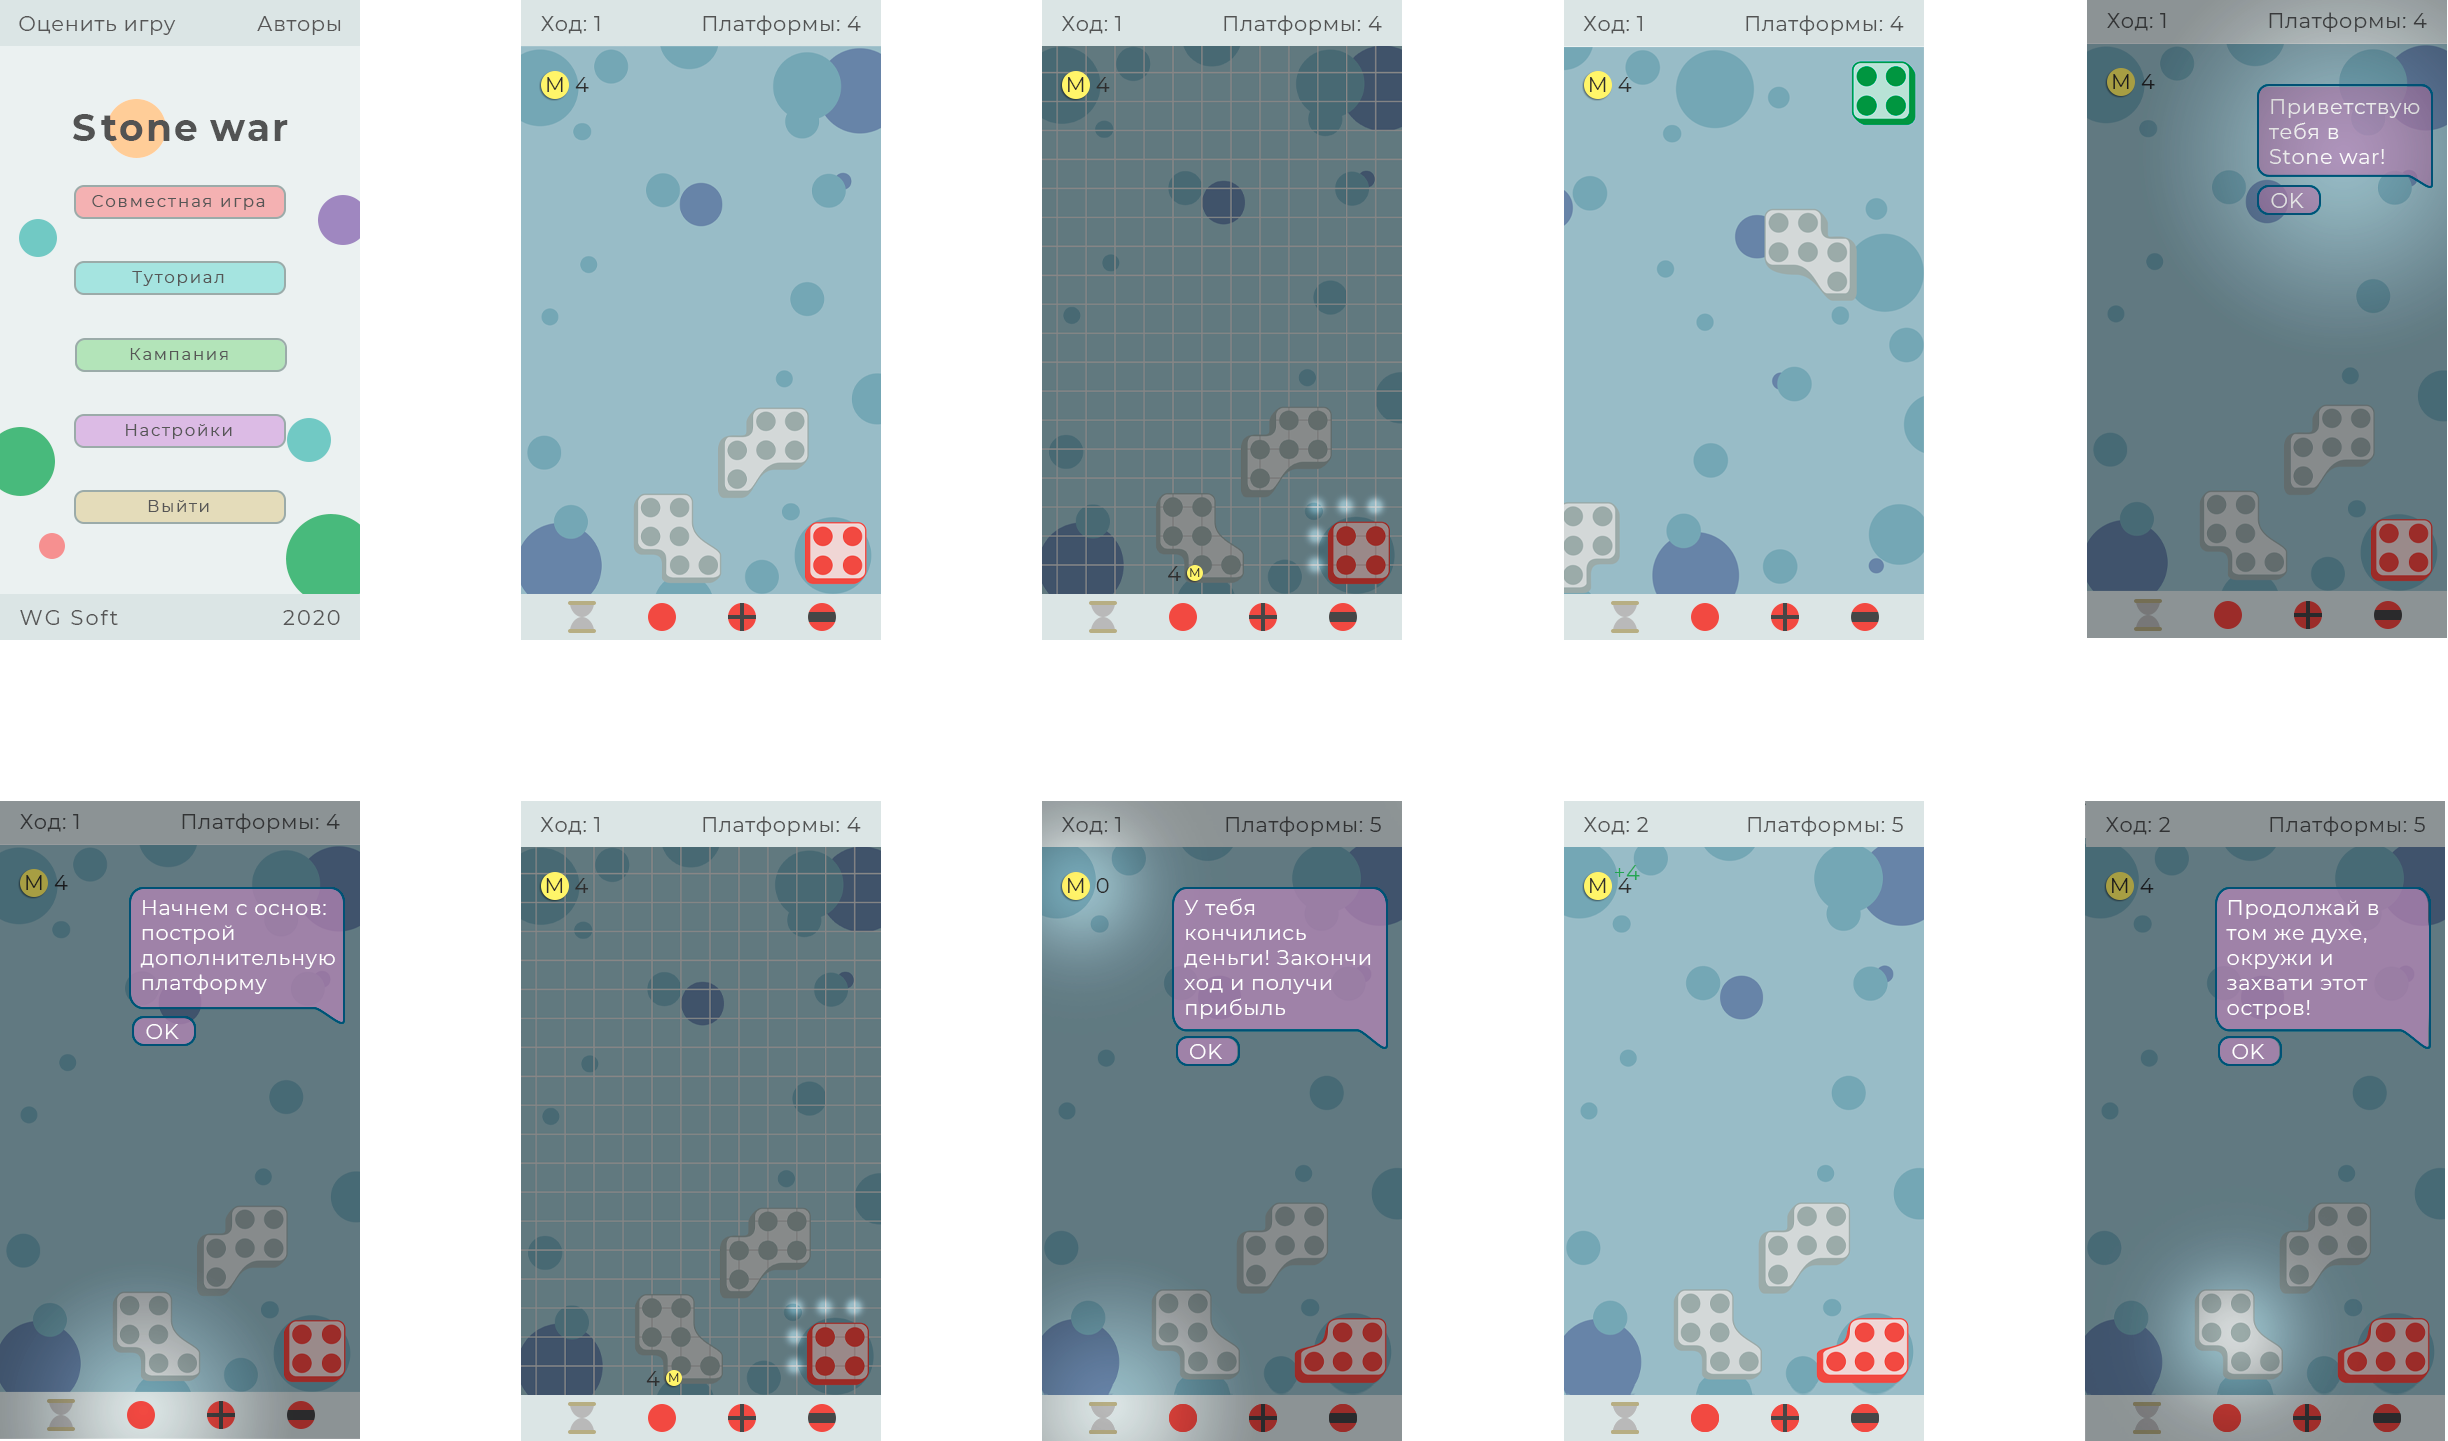 Оценить игру Авторы
Stone war
Совместная игра
Туториал
Кампания
Настройки
Выйти
WG Soft 2020
Ход: 1 Платформы: 4
M 4
Ход: 1 Платформы: 4
M 4
4 M
Ход: 1 Платформы: 4
M 4
Ход: 1 Платформы: 4
M 4
Приветствую
тебя в
Stone war!
OK
Ход: 1 Платформы: 4
M 4
Начнем с основ:
построй
дополнительную
платформу
OK
Ход: 1 Платформы: 4
M 4
4 M
Ход: 1 Платформы: 5
M 0
У тебя
кончились
деньги! Закончи
ход и получи
прибыль
OK
Ход: 2 Платформы: 5
+4
M 4
Ход: 2 Платформы: 5
M 4
Продолжай в
том же духе,
окружи и
захвати этот
остров!
OK